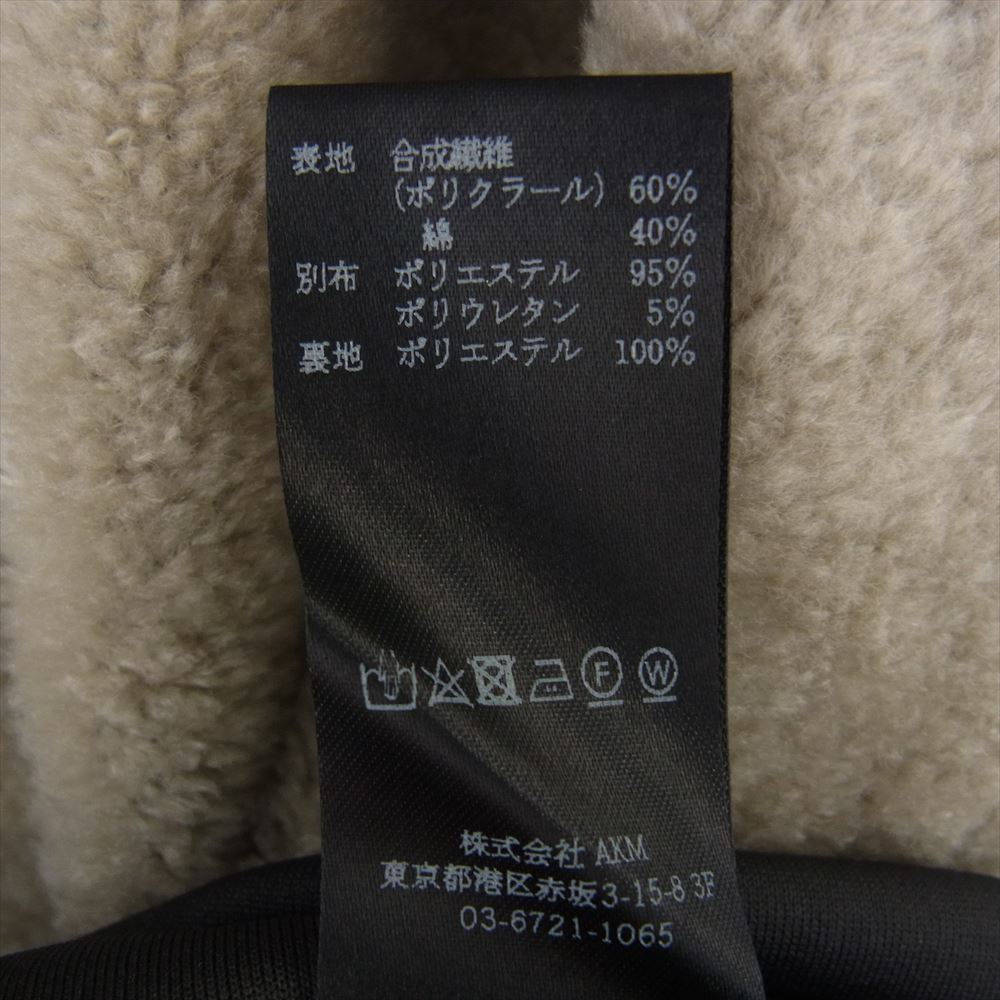 表地 合成繊維
(ポリクラール) 60%
綿 40%
別布 ポリエステル 95%
ポリウレタン 5%
裏地 ポリエステル 100%
F W
株式会社 AKM
東京都港区赤坂3-15-8 3F
03-6721-1065